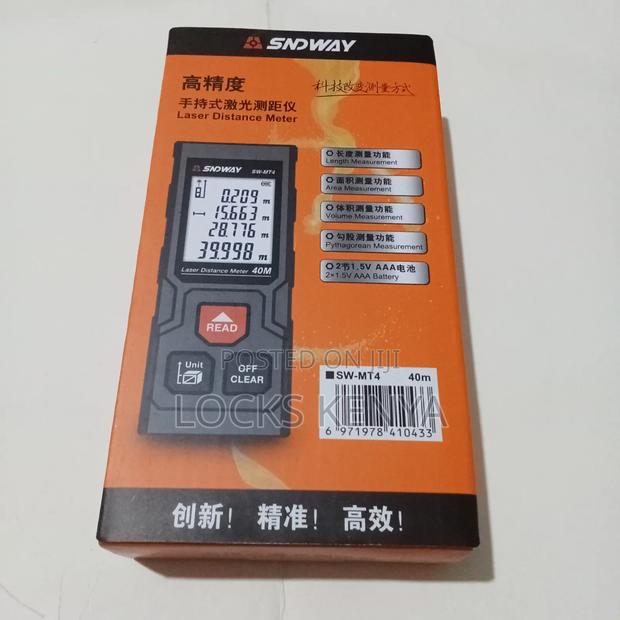 SNDWAY
高精度
手持式激光测距仪
Laser Distance Meter
科技改变测量方式
SNDWAY
SW-MT4
0.209 m
15.663 m
28.776 m
39.998 m
Laser Distance Meter 40M
READ
Unit
OFF
CLEAR
长度测量功能
Length Measurement
面积测量功能
Area Measurement
体积测量功能
Volume Measurement
勾股测量功能
Pythagorean Measurement
2节1.5V AAA电池
2×1.5V AAA Battery
POSTED ON JIJI
LOCKS KENYA
■SW-MT4 40m
6 971978 410433
创新! 精准! 高效!